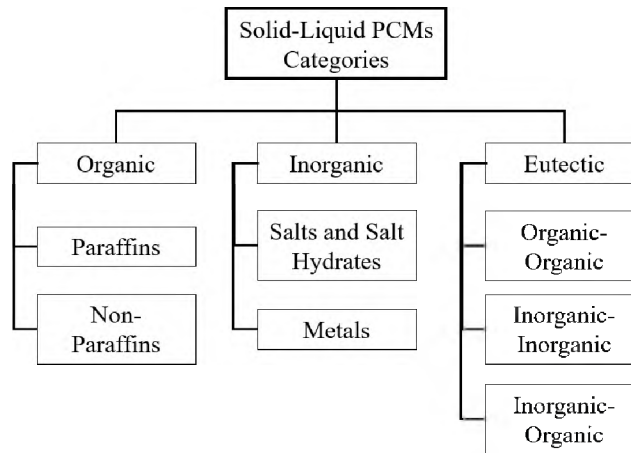 Solid-Liquid PCMs
Categories
Organic
Inorganic
Eutectic
Paraffins
Salts and Salt
Hydrates
Organic-
Organic
Non-
Paraffins
Metals
Inorganic-
Inorganic
Inorganic-
Organic